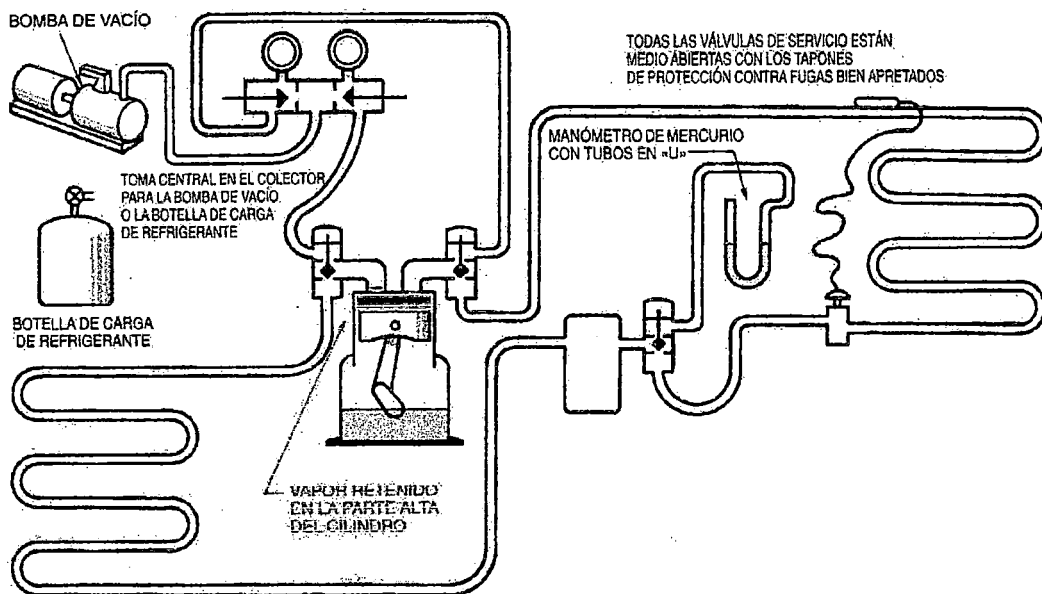 BOMBA DE VACÍO
TODAS LAS VÁLVULAS DE SERVICIO ESTÁN
MEDIO ABIERTAS CON LOS TAPONES
DE PROTECCIÓN CONTRA FUGAS BIEN APRETADOS
MANÓMETRO DE MERCURIO
CON TUBOS EN «U»
TOMA CENTRAL EN EL COLECTOR
PARA LA BOMBA DE VACÍO
O LA BOTELLA DE CARGA
DE REFRIGERANTE
BOTELLA DE CARGA
DE REFRIGERANTE
VAPOR RETENIDO
EN LA PARTE ALTA
DEL CILINDRO